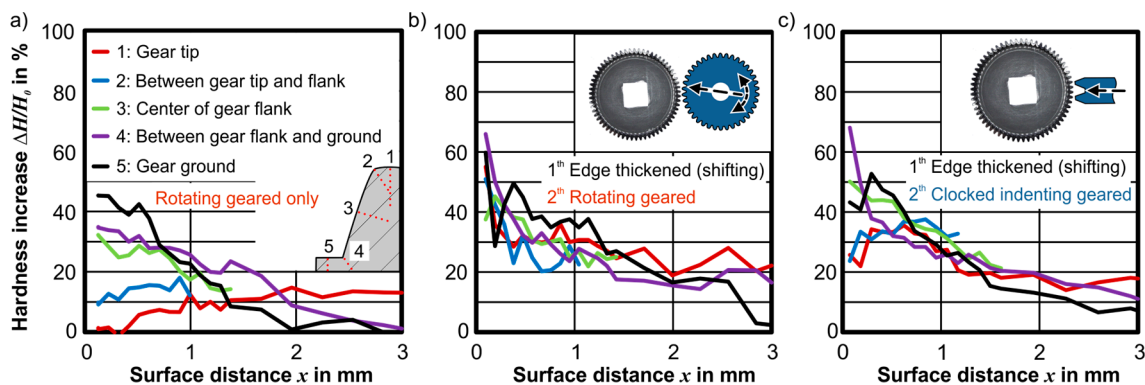 a)
Hardness increase ΔH/H₀ in %
100
80
60
40
20
0
1: Gear tip
2: Between gear tip and flank
3: Center of gear flank
4: Between gear flank and ground
5: Gear ground
Rotating geared only
2
1
3
5
4
0
1
2
3
Surface distance x in mm
b)
100
80
60
40
20
0
1th Edge thickened (shifting)
2th Rotating geared
0
1
2
3
Surface distance x in mm
c)
100
80
60
40
20
0
1th Edge thickened (shifting)
2th Clocked indenting geared
0
1
2
3
Surface distance x in mm